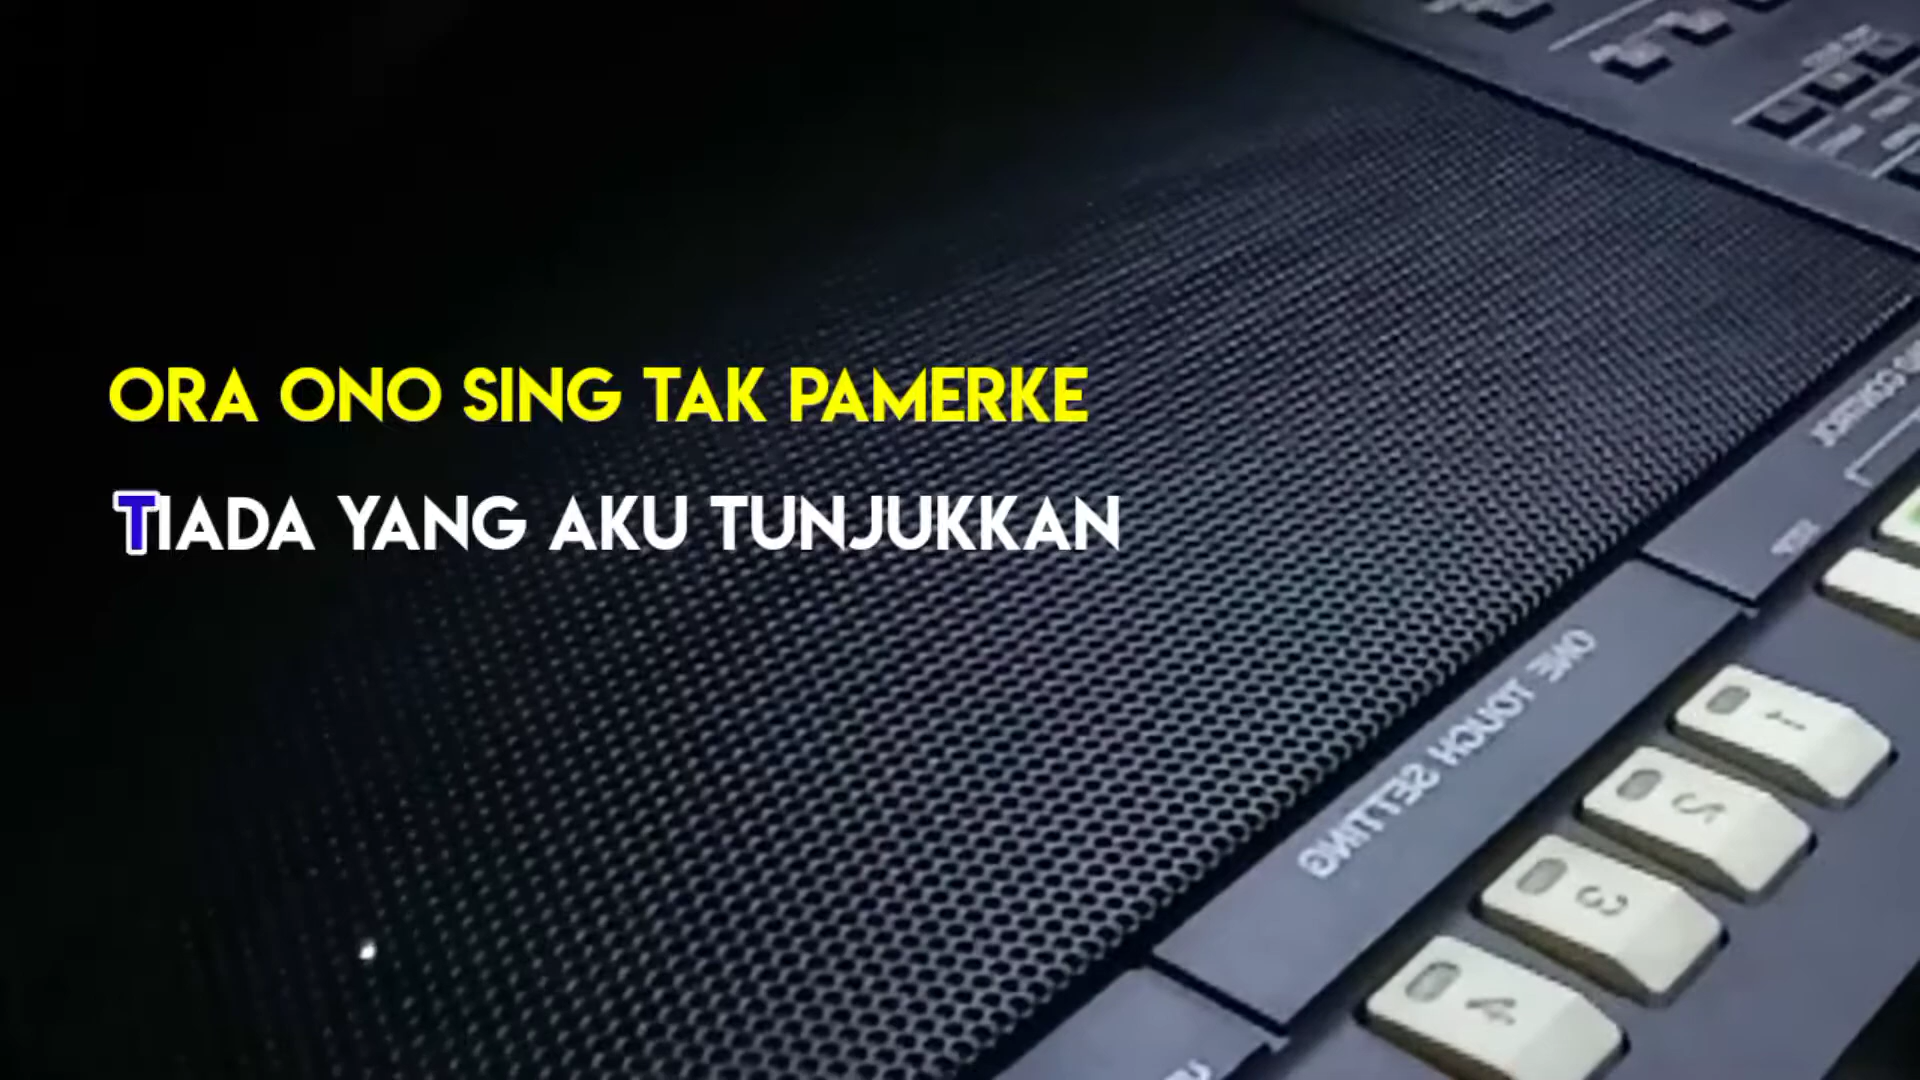 ORA ONO SING TAK PAMERKE
TIADA YANG AKU TUNJUKKAN
ONE TOUCH SETTING
1
2
3
4